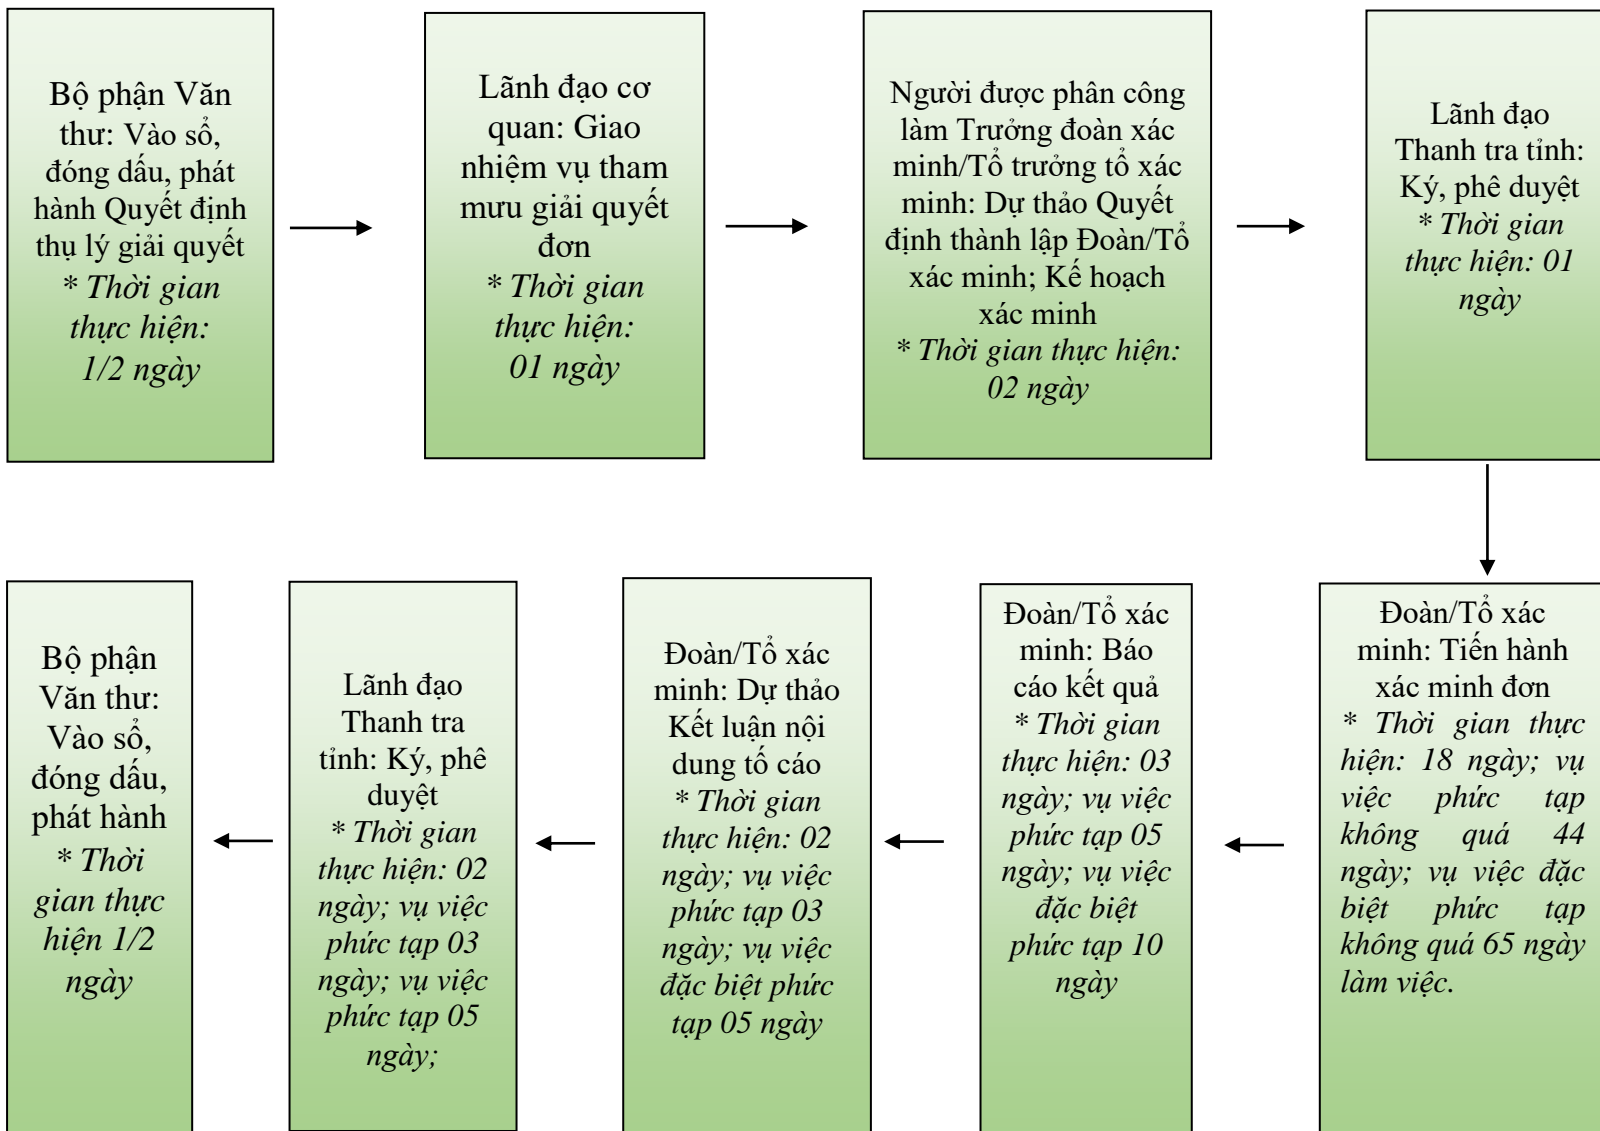 Bộ phận Văn
thư: Vào sổ,
đóng dấu, phát
hành Quyết định
thụ lý giải quyết
* Thời gian
thực hiện:
1/2 ngày
Lãnh đạo cơ
quan: Giao
nhiệm vụ tham
mưu giải quyết
đơn
* Thời gian
thực hiện:
01 ngày
Người được phân công
làm Trưởng đoàn xác
minh/Tổ trưởng tổ xác
minh: Dự thảo Quyết
định thành lập Đoàn/Tổ
xác minh; Kế hoạch
xác minh
* Thời gian thực hiện:
02 ngày
Lãnh đạo
Thanh tra tỉnh:
Ký, phê duyệt
* Thời gian
thực hiện: 01
ngày
Đoàn/Tổ xác
minh: Tiến hành
xác minh đơn
* Thời gian thực
hiện: 18 ngày; vụ
việc phức tạp
không quá 44
ngày; vụ việc đặc
biệt phức tạp
không quá 65 ngày
làm việc.
Đoàn/Tổ xác
minh: Báo
cáo kết quả
* Thời gian
thực hiện: 03
ngày; vụ việc
phức tạp 05
ngày; vụ việc
đặc biệt
phức tạp 10
ngày
Đoàn/Tổ xác
minh: Dự thảo
Kết luận nội
dung tố cáo
* Thời gian
thực hiện: 02
ngày; vụ việc
phức tạp 03
ngày; vụ việc
đặc biệt phức
tạp 05 ngày
Lãnh đạo
Thanh tra
tỉnh: Ký, phê
duyệt
* Thời gian
thực hiện: 02
ngày; vụ việc
phức tạp 03
ngày; vụ việc
phức tạp 05
ngày;
Bộ phận
Văn thư:
Vào sổ,
đóng dấu,
phát hành
* Thời
gian thực
hiện 1/2
ngày